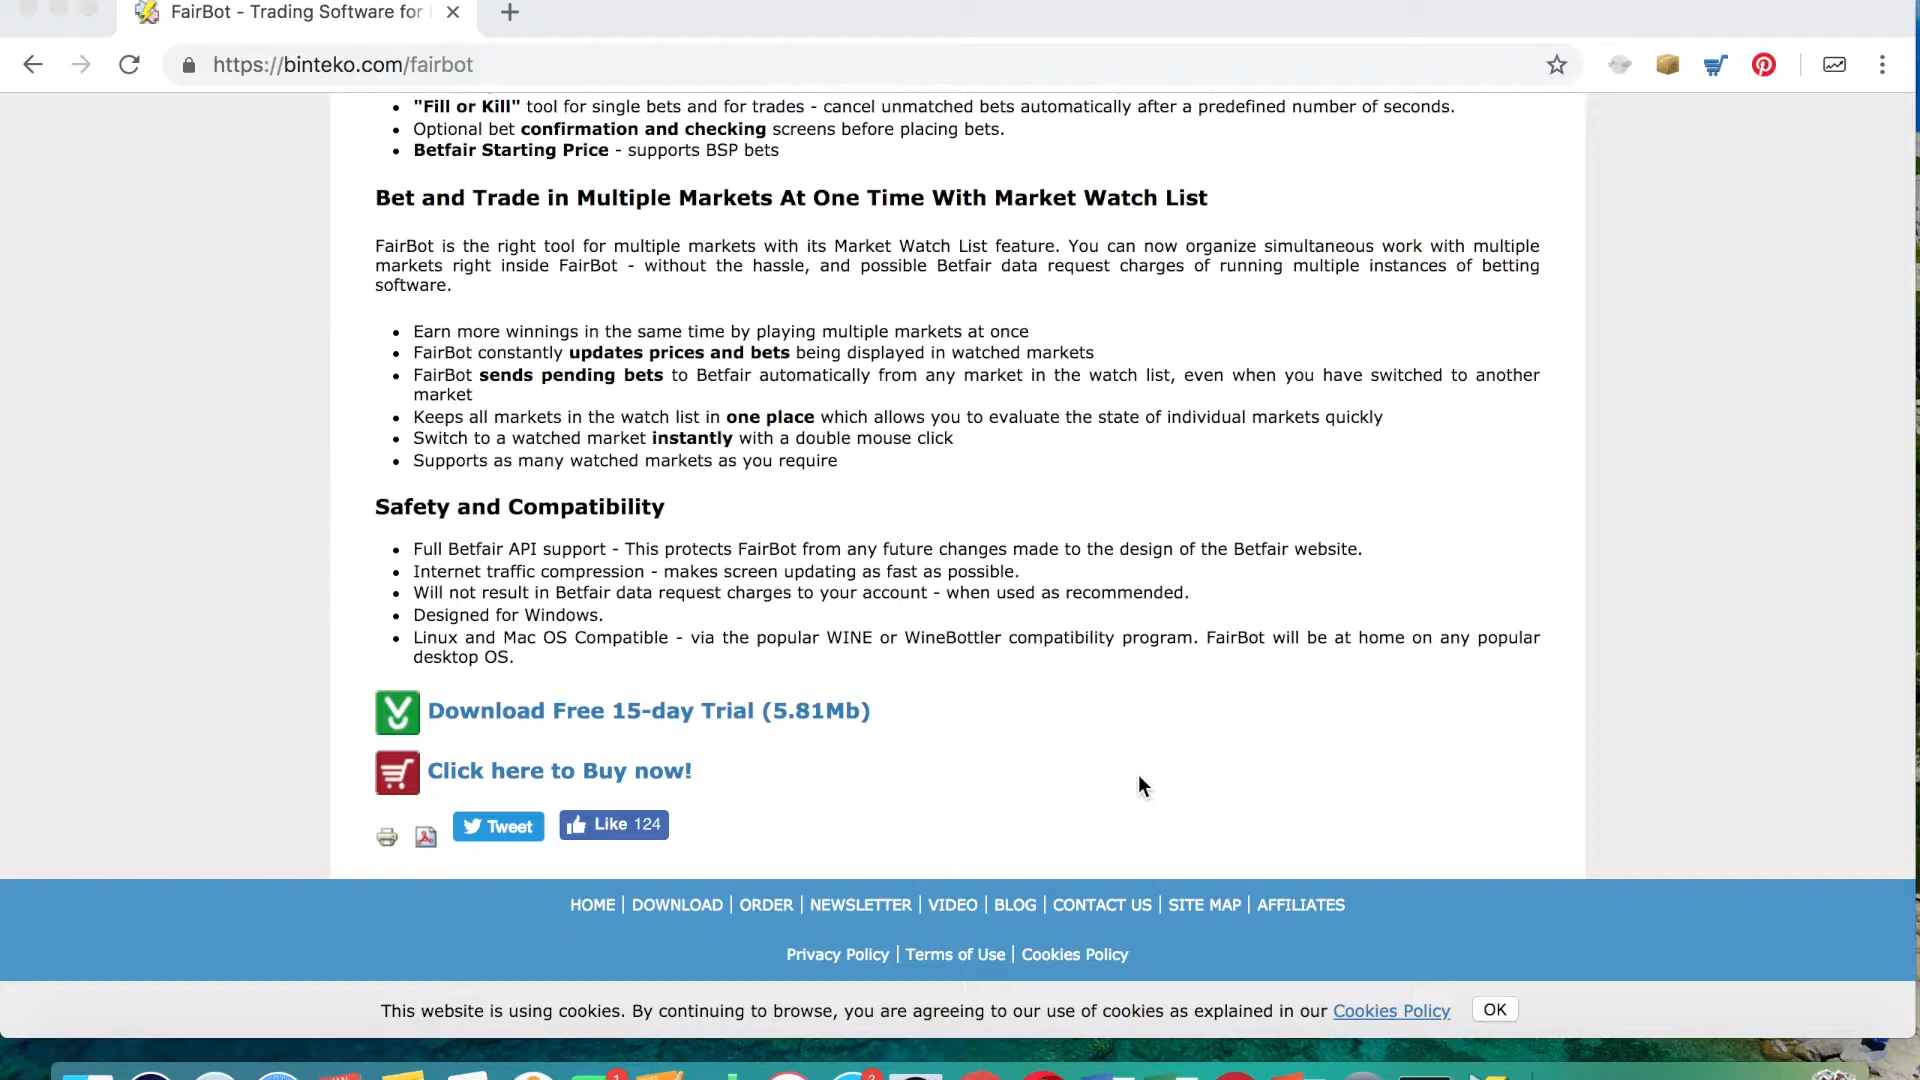 FairBot - Trading Software for
https://binteko.com/fairbot
"Fill or Kill" tool for single bets and for trades - cancel unmatched bets automatically after a predefined number of seconds.
Optional bet confirmation and checking screens before placing bets.
Betfair Starting Price - supports BSP bets
Bet and Trade in Multiple Markets At One Time With Market Watch List
FairBot is the right tool for multiple markets with its Market Watch List feature. You can now organize simultaneous work with multiple
markets right inside FairBot - without the hassle, and possible Betfair data request charges of running multiple instances of betting
software.
Earn more winnings in the same time by playing multiple markets at once
FairBot constantly updates prices and bets being displayed in watched markets
FairBot sends pending bets to Betfair automatically from any market in the watch list, even when you have switched to another
market
Keeps all markets in the watch list in one place which allows you to evaluate the state of individual markets quickly
Switch to a watched market instantly with a double mouse click
Supports as many watched markets as you require
Safety and Compatibility
Full Betfair API support - This protects FairBot from any future changes made to the design of the Betfair website.
Internet traffic compression - makes screen updating as fast as possible.
Will not result in Betfair data request charges to your account - when used as recommended.
Designed for Windows.
Linux and Mac OS Compatible - via the popular WINE or WineBottler compatibility program. FairBot will be at home on any popular
desktop OS.
Download Free 15-day Trial (5.81Mb)
Click here to Buy now!
Tweet Like 124
HOME | DOWNLOAD | ORDER | NEWSLETTER | VIDEO | BLOG | CONTACT US | SITE MAP | AFFILIATES
Privacy Policy | Terms of Use | Cookies Policy
This website is using cookies. By continuing to browse, you are agreeing to our use of cookies as explained in our Cookies Policy OK